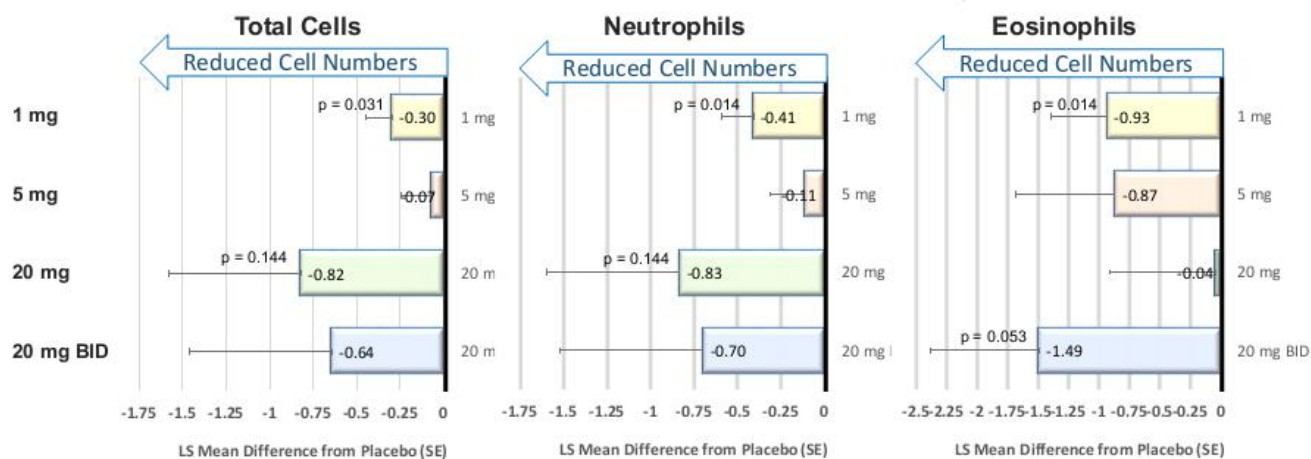 Total Cells
Neutrophils
Eosinophils
Reduced Cell Numbers
Reduced Cell Numbers
Reduced Cell Numbers
1 mg
p = 0.031
-0.30
1 mg
p = 0.014
-0.41
1 mg
p = 0.014
-0.93
1 mg
5 mg
-0.07
5 mg
-0.11
5 mg
-0.87
5 mg
20 mg
p = 0.144
-0.82
20 m
p = 0.144
-0.83
20 mg
-0.04
20 mg
20 mg BID
-0.64
20 m
-0.70
20 mg
p = 0.053
-1.49
20 mg BID
-1.75 -1.5 -1.25 -1 -0.75 -0.5 -0.25 0
-1.75 -1.5 -1.25 -1 -0.75 -0.5 -0.25 0
-2.5-2.25 -2 -1.75-1.5-1.25 -1 -0.75-0.5-0.25 0
LS Mean Difference from Placebo (SE)
LS Mean Difference from Placebo (SE)
LS Mean Difference from Placebo (SE)